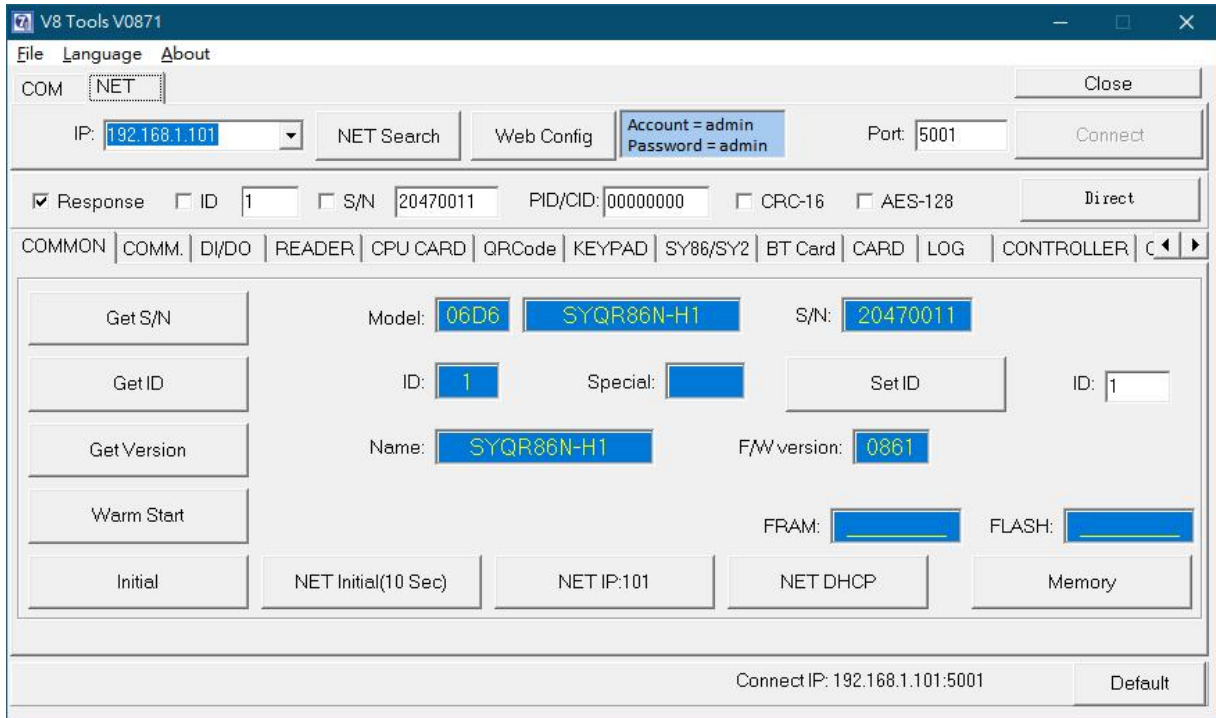 V8 Tools V0871
File Language About
COM NET Close
IP: 192.168.1.101 NET Search Web Config Account = admin
Password = admin Port: 5001 Connect
Response ID 1 S/N 20470011 PID/CID: 00000000 CRC-16 AES-128 Direct
COMMON COMM. DI/DO READER CPU CARD QRCode KEYPAD SY86/SY2 BT Card CARD LOG CONTROLLER
Get S/N Model: 06D6 SYQR86N-H1 S/N: 20470011
Get ID ID: 1 Special: Set ID ID: 1
Get Version Name: SYQR86N-H1 F/W version: 0861
Warm Start FRAM: ________ FLASH: ________
Initial NET Initial(10 Sec) NET IP:101 NET DHCP Memory
Connect IP: 192.168.1.101:5001 Default